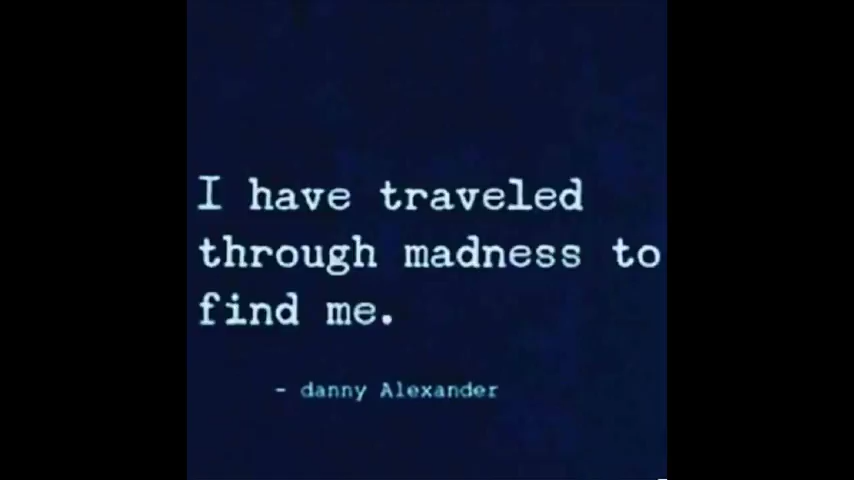 I have traveled
through madness to
find me.
- danny Alexander